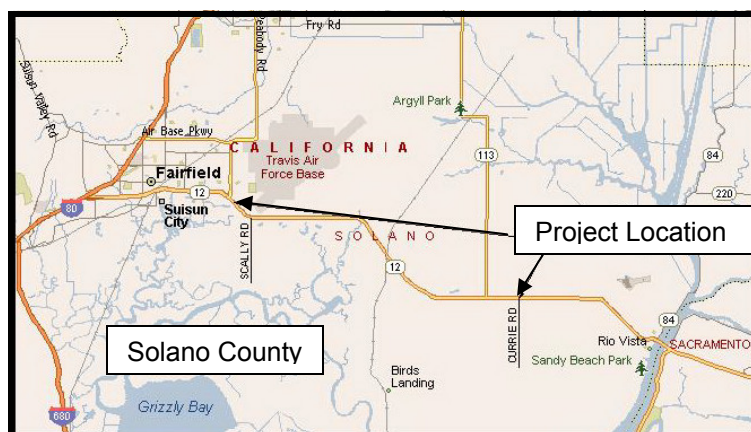 Fry Rd
Peabody Rd
Suisun Valley Rd
Argyll Park
Air Base Pkwy
CALIFORNIA
Travis Air
Force Base
113
84
Fairfield
220
12
80
Suisun
City
SCALLY RD
SOLANO
Project Location
12
CURRIE RD
84
Solano County
Rio Vista
SACRAMENTO
Sandy Beach Park
Birds
Landing
Grizzly Bay
680